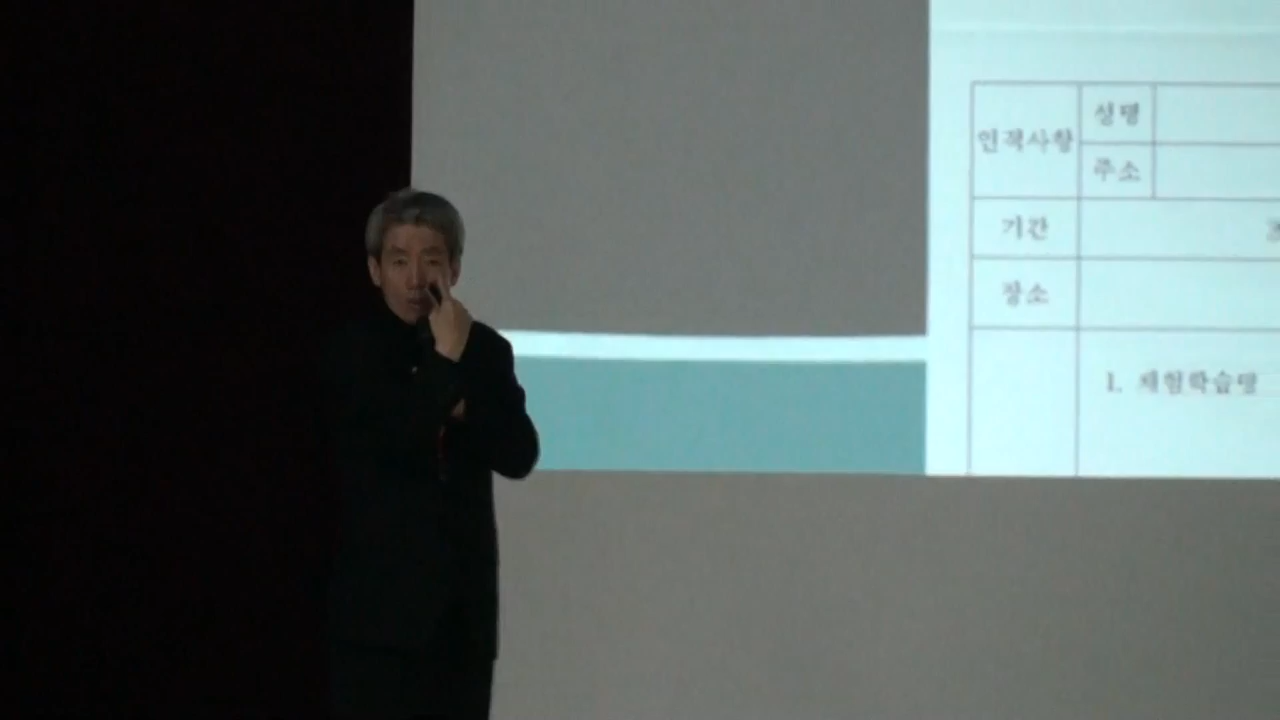 성명
인적사항
주소
기간
장소
1. 체험학습명